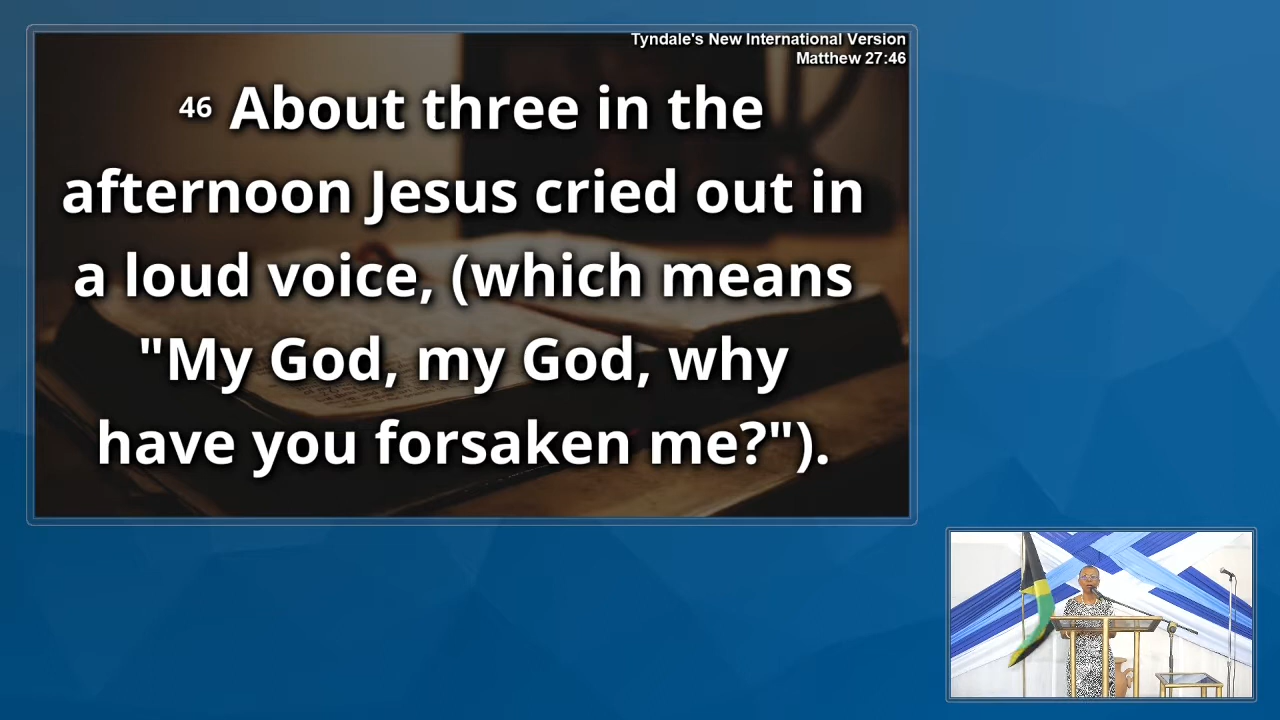 Tyndale's New International Version
Matthew 27:46
46 About three in the
afternoon Jesus cried out in
a loud voice, (which means
"My God, my God, why
have you forsaken me?").